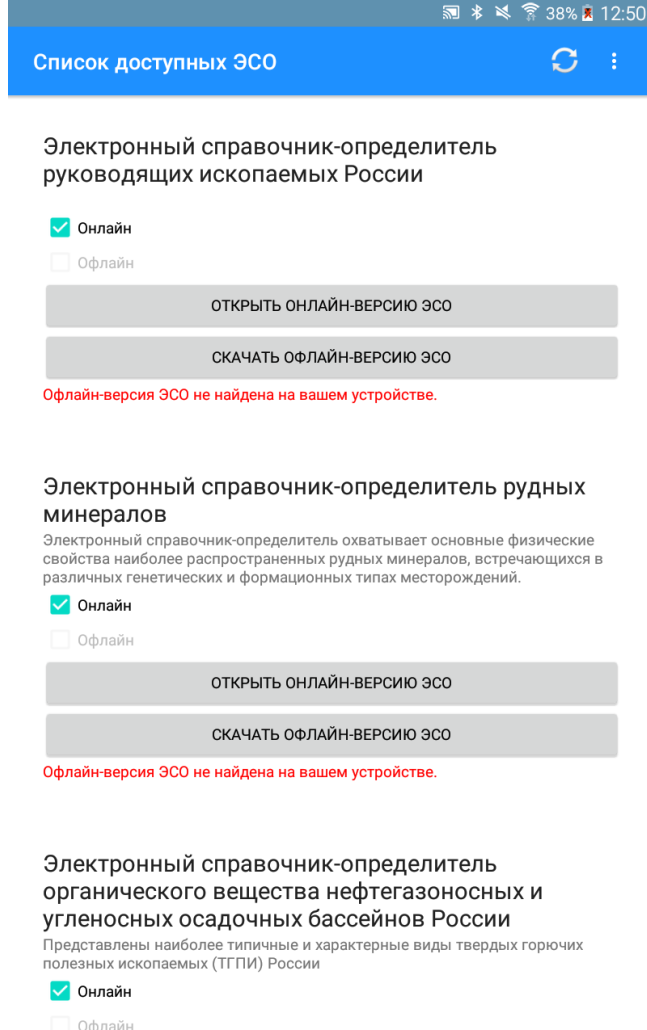 38% 12:50
Список доступных ЭСО
Электронный справочник-определитель
руководящих ископаемых России
Онлайн
Офлайн
ОТКРЫТЬ ОНЛАЙН-ВЕРСИЮ ЭСО
СКАЧАТЬ ОФЛАЙН-ВЕРСИЮ ЭСО
Офлайн-версия ЭСО не найдена на вашем устройстве.
Электронный справочник-определитель рудных
минералов
Электронный справочник-определитель охватывает основные физические
свойства наиболее распространенных рудных минералов, встречающихся в
различных генетических и формационных типах месторождений.
Онлайн
Офлайн
ОТКРЫТЬ ОНЛАЙН-ВЕРСИЮ ЭСО
СКАЧАТЬ ОФЛАЙН-ВЕРСИЮ ЭСО
Офлайн-версия ЭСО не найдена на вашем устройстве.
Электронный справочник-определитель
органического вещества нефтегазоносных и
угленосных осадочных бассейнов России
Представлены наиболее типичные и характерные виды твердых горючих
полезных ископаемых (ТГПИ) России
Онлайн
Офлайн